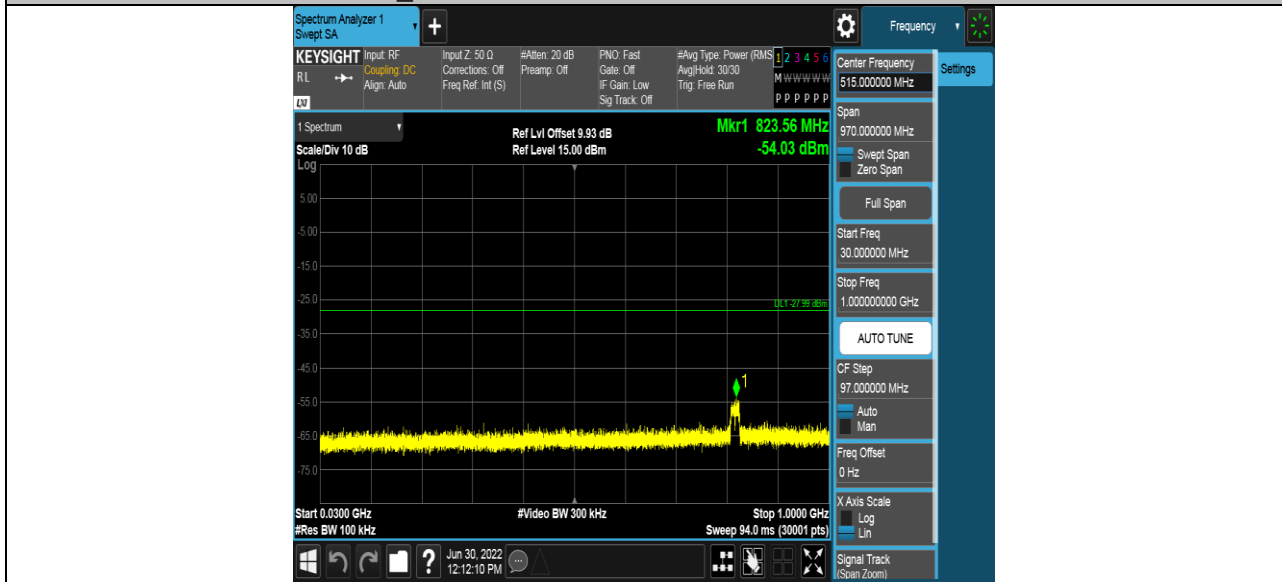 Spectrum Analyzer 1
Swept SA
+
Frequency
KEYSIGHT
RL
LXI
Input: RF
Coupling: DC
Align: Auto
Input Z: 50 Ω
Corrections: Off
Freq Ref: Int (S)
#Atten: 20 dB
Preamp: Off
PNO: Fast
Gate: Off
IF Gain: Low
Sig Track: Off
#Avg Type: Power (RMS
Avg|Hold: 30/30
Trig: Free Run
1 2 3 4 5 6
M W W W W W
P P P P P P
1 Spectrum
Scale/Div 10 dB
Log
Ref Lvl Offset 9.93 dB
Ref Level 15.00 dBm
Mkr1 823.56 MHz
-54.03 dBm
5.00
-5.00
-15.0
-25.0
DL1 -27.99 dBm
-35.0
-45.0
1
-55.0
-65.0
-75.0
Start 0.0300 GHz
#Res BW 100 kHz
#Video BW 300 kHz
Stop 1.0000 GHz
Sweep 94.0 ms (30001 pts)
?
Jun 30, 2022
12:12:10 PM
Center Frequency
515.000000 MHz
Settings
Span
970.000000 MHz
Swept Span
Zero Span
Full Span
Start Freq
30.000000 MHz
Stop Freq
1.000000000 GHz
AUTO TUNE
CF Step
97.000000 MHz
Auto
Man
Freq Offset
0 Hz
X Axis Scale
Log
Lin
Signal Track
(Span Zoom)